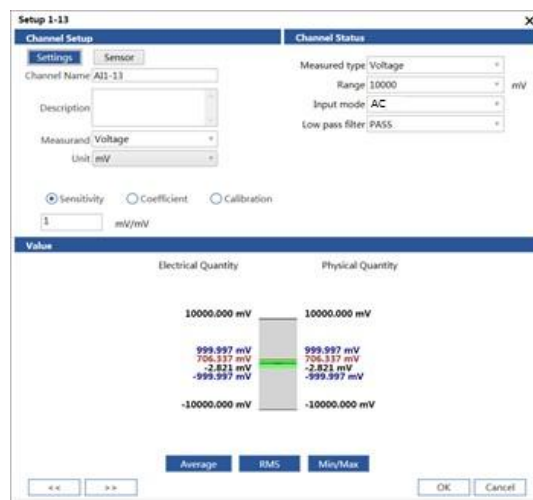 Setup 1-13
Channel Setup
Settings Sensor
Channel Name AI1-13
Description
Measurand Voltage
Unit mV
Sensitivity Coefficient Calibration
1 mV/mV
Channel Status
Measured type Voltage
Range 10000 mV
Input mode AC
Low pass filter PASS
Value
Electrical Quantity Physical Quantity
10000.000 mV 10000.000 mV
999.997 mV 999.997 mV
706.337 mV 706.337 mV
-2.821 mV -2.821 mV
-999.997 mV -999.997 mV
-10000.000 mV -10000.000 mV
Average RMS Min/Max
<< >> OK Cancel